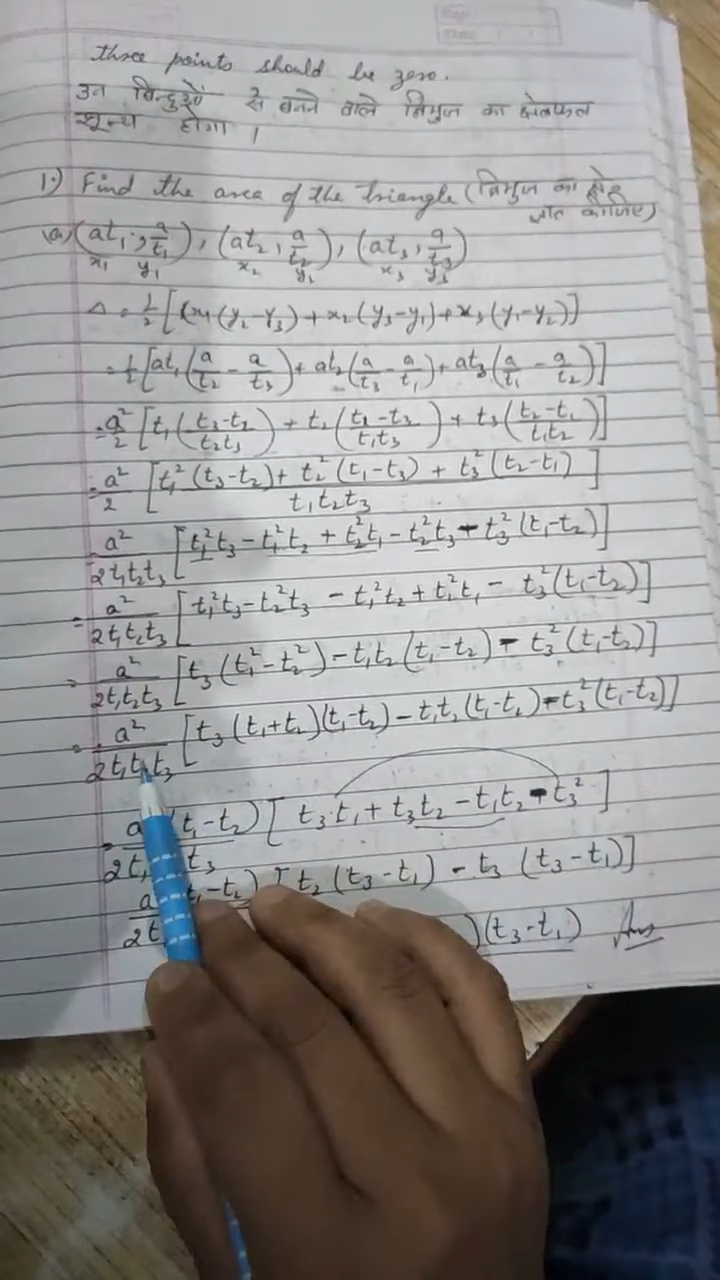 three points should be zero.
उन बिन्दुओं से बनने वाले त्रिभुज का क्षेत्रफल
शून्य होगा ।
1.) Find the area of the triangle (त्रिभुज का
ज्ञात कीजिए)
(a) (at₁, a/t₁), (at₂, a/t₂), (at₃, a/t₃)
x₁ y₁ x₂ y₂ x₃ y₃
Δ = 1/2 [(x₁(y₂-y₃) + x₂(y₃-y₁) + x₃(y₁-y₂)]
= 1/2 [at₁(a/t₂ - a/t₃) + at₂(a/t₃ - a/t₁) + at₃(a/t₁ - a/t₂)]
= a²/2 [t₁((t₃-t₂)/t₂t₃) + t₂((t₁-t₃)/t₁t₃) + t₃((t₂-t₁)/t₁t₂)]
= a²/2 [(t₁²(t₃-t₂) + t₂²(t₁-t₃) + t₃²(t₂-t₁))/t₁t₂t₃]
= a²/2t₁t₂t₃ [t₁²t₃ - t₁²t₂ + t₂²t₁ - t₂²t₃ - t₃²(t₁-t₂)]
= a²/2t₁t₂t₃ [t₁²t₃ - t₂²t₃ - t₁²t₂ + t₂²t₁ - t₃²(t₁-t₂)]
= a²/2t₁t₂t₃ [t₃(t₁²-t₂²) - t₁t₂(t₁-t₂) - t₃²(t₁-t₂)]
= a²/2t₁t₂t₃ [t₃(t₁+t₂)(t₁-t₂) - t₁t₂(t₁-t₂) - t₃²(t₁-t₂)]
= a (t₁-t₂) [t₃t₁ + t₃t₂ - t₁t₂ - t₃²]
2t₁ t₃
a t₁-t₂) [t₂(t₃-t₁) - t₃(t₃-t₁)]
2t )(t₃-t₁) Ans